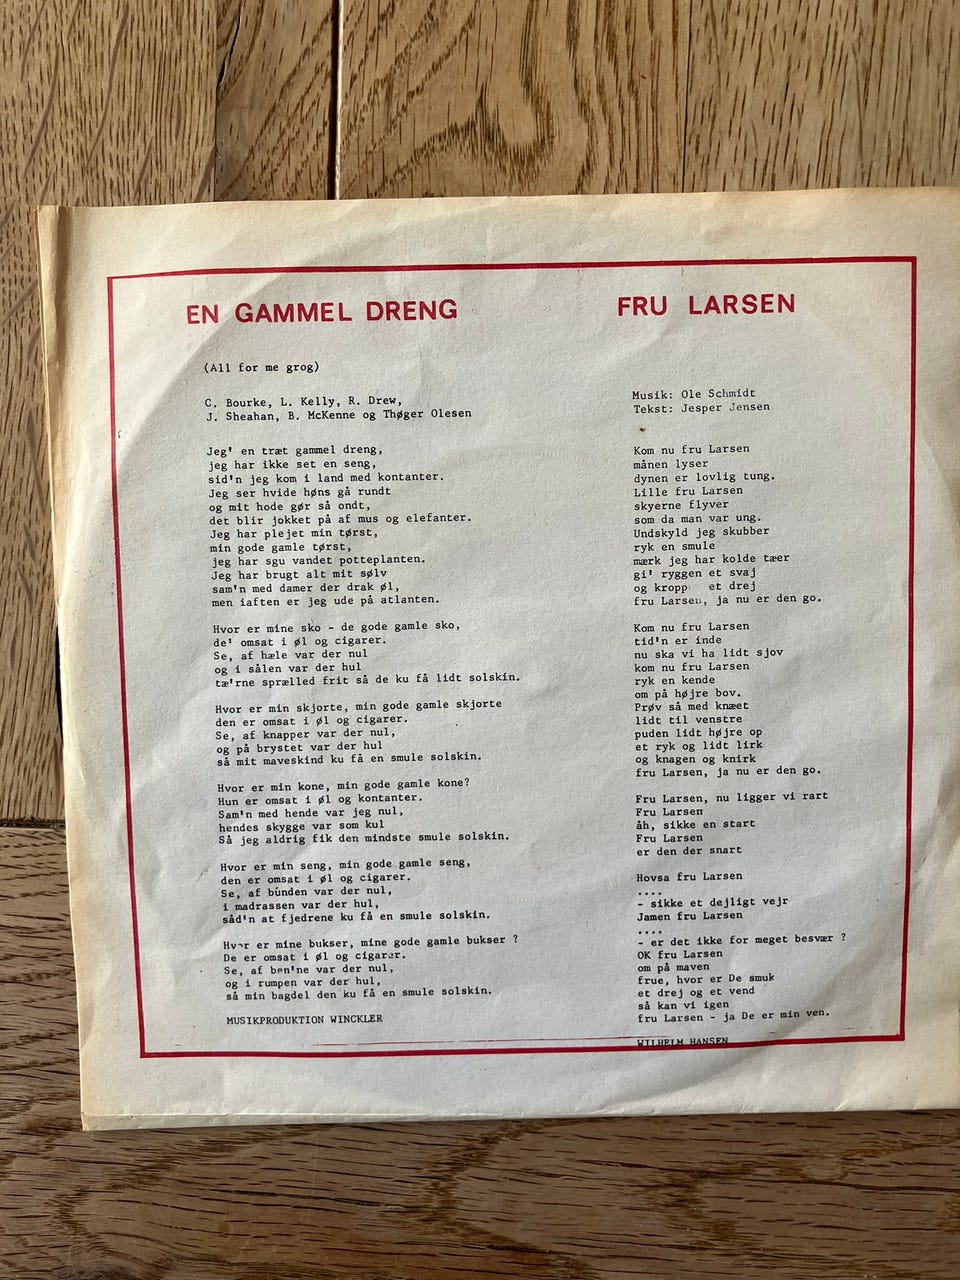 EN GAMMEL DRENG
(All for me grog)
C. Bourke, L. Kelly, R. Drew,
J. Sheahan, B. McKenne og Thøger Olesen
Jeg' en træt gammel dreng,
jeg har ikke set en seng,
sid'n jeg kom i land med kontanter.
Jeg ser hvide høns gå rundt
og mit hode gør så ondt,
det blir jokket på af mus og elefanter.
Jeg har plejet min tørst,
min gode gamle tørst,
jeg har sgu vandet potteplanten.
Jeg har brugt alt mit sølv
sam'n med damer der drak øl,
men iaften er jeg ude på atlanten.
Hvor er mine sko - de gode gamle sko,
de' omsat i øl og cigarer.
Se, af hæle var der nul
og i sålen var der hul
tæ'rne sprælled frit så de ku få lidt solskin.
Hvor er min skjorte, min gode gamle skjorte
den er omsat i øl og cigarer.
Se, af knapper var der nul,
og på brystet var der hul
så mit maveskind ku få en smule solskin.
Hvor er min kone, min gode gamle kone?
Hun er omsat i øl og kontanter.
Sam'n med hende var jeg nul,
hendes skygge var som kul
Så jeg aldrig fik den mindste smule solskin.
Hvor er min seng, min gode gamle seng,
den er omsat i øl og cigarer.
Se, af bunden var der nul,
i madrassen var der hul,
såd'n at fjedrene ku få en smule solskin.
Hvor er mine bukser, mine gode gamle bukser ?
De er omsat i øl og cigarer.
Se, af ben'ne var der nul,
og i rumpen var der hul,
så min bagdel den ku få en smule solskin.
MUSIKPRODUKTION WINCKLER
FRU LARSEN
Musik: Ole Schmidt
Tekst: Jesper Jensen
Kom nu fru Larsen
månen lyser
dynen er lovlig tung.
Lille fru Larsen
skyerne flyver
som da man var ung.
Undskyld jeg skubber
ryk en smule
mærk jeg har kolde tæer
gi' ryggen et svaj
og kropp et drej
fru Larsen, ja nu er den go.
Kom nu fru Larsen
tid'n er inde
nu ska vi ha lidt sjov
kom nu fru Larsen
ryk en kende
om på højre bov.
Prøv så med knæet
lidt til venstre
puden lidt højre op
et ryk og lidt lirk
og knagen og knirk
fru Larsen, ja nu er den go.
Fru Larsen, nu ligger vi rart
Fru Larsen
åh, sikke en start
Fru Larsen
er den der snart
Hovsa fru Larsen
....
- sikke et dejligt vejr
Jamen fru Larsen
....
- er det ikke for meget besvær ?
OK fru Larsen
om på maven
frue, hvor er De smuk
et drej og et vend
så kan vi igen
fru Larsen - ja De er min ven.
WILHELM HANSEN